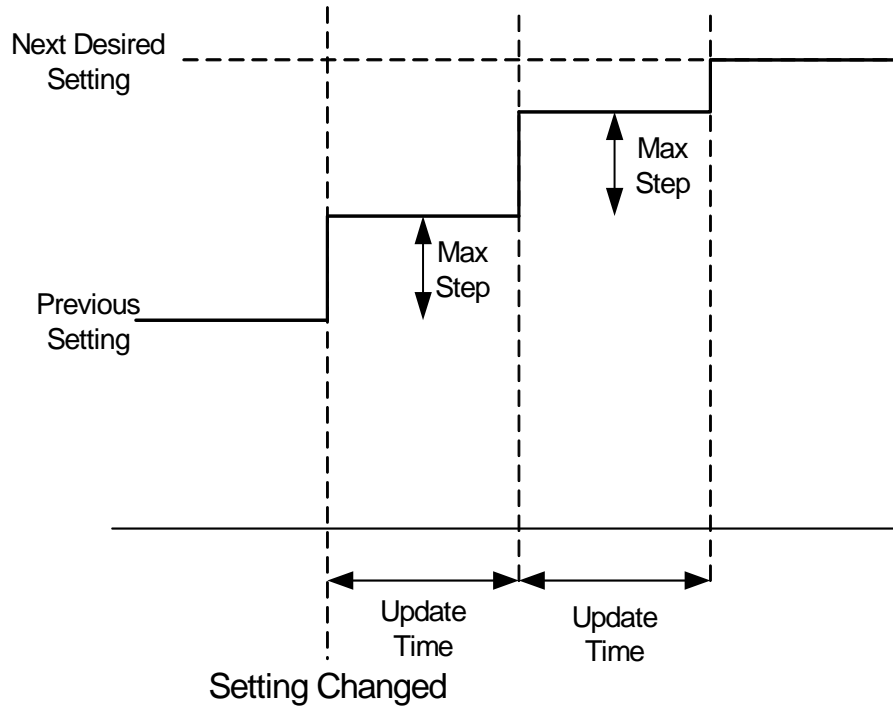 Next Desired
Setting
Max
Step
Max
Step
Previous
Setting
Update
Time
Update
Time
Setting Changed